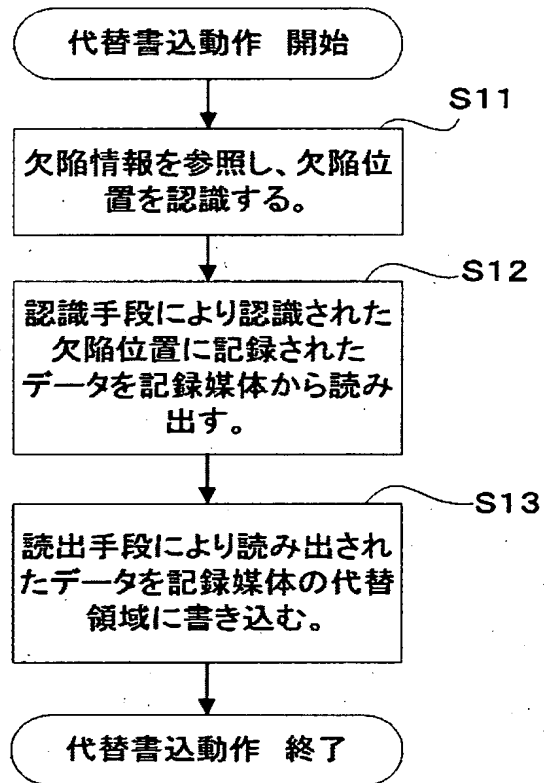 代替書込動作 開始
S11
欠陥情報を参照し、欠陥位
置を認識する。
S12
認識手段により認識された
欠陥位置に記録された
データを記録媒体から読み
出す。
S13
読出手段により読み出され
たデータを記録媒体の代替
領域に書き込む。
代替書込動作 終了